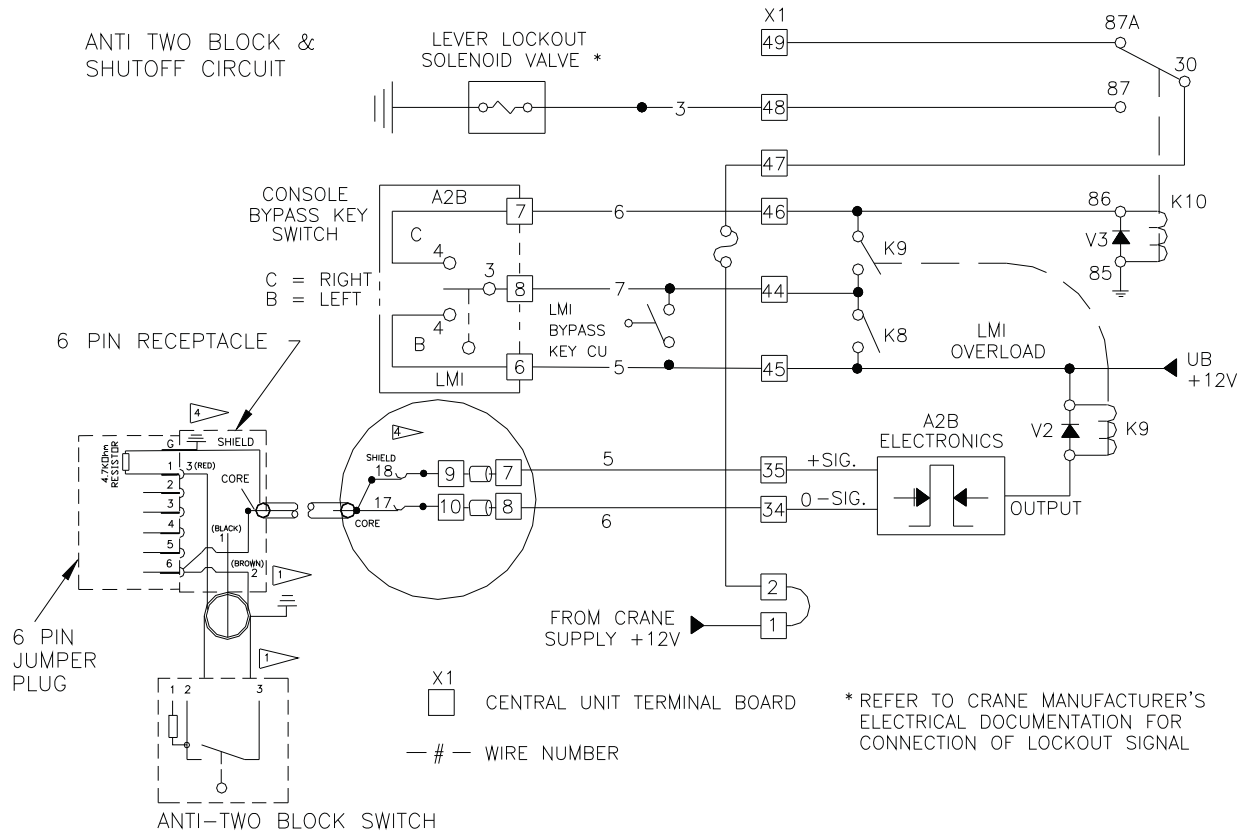 ANTI TWO BLOCK &
SHUTOFF CIRCUIT
LEVER LOCKOUT
SOLENOID VALVE *
X1
49
87A
30
3
48
87
47
CONSOLE
BYPASS KEY
SWITCH
C = RIGHT
B = LEFT
A2B
7
6
46
86
K10
C
4
K9
V3
3
8
7
44
85
4
LMI
BYPASS
KEY CU
K8
LMI
OVERLOAD
B
LMI
6
5
45
UB
+12V
6 PIN RECEPTACLE
4
G
SHIELD
4.7KOhm
RESISTOR
1
3 (RED)
2
CORE
3
4
(BLACK)
1
5
6
(BROWN)
2
1
4
SHIELD
18
9
7
5
35
+SIG.
17
10
8
CORE
6
34
0 -SIG.
A2B
ELECTRONICS
V2
K9
OUTPUT
2
FROM CRANE
SUPPLY +12V
1
6 PIN
JUMPER
PLUG
1
1 2
3
ANTI-TWO BLOCK SWITCH
X1
CENTRAL UNIT TERMINAL BOARD
— # — WIRE NUMBER
* REFER TO CRANE MANUFACTURER'S
ELECTRICAL DOCUMENTATION FOR
CONNECTION OF LOCKOUT SIGNAL